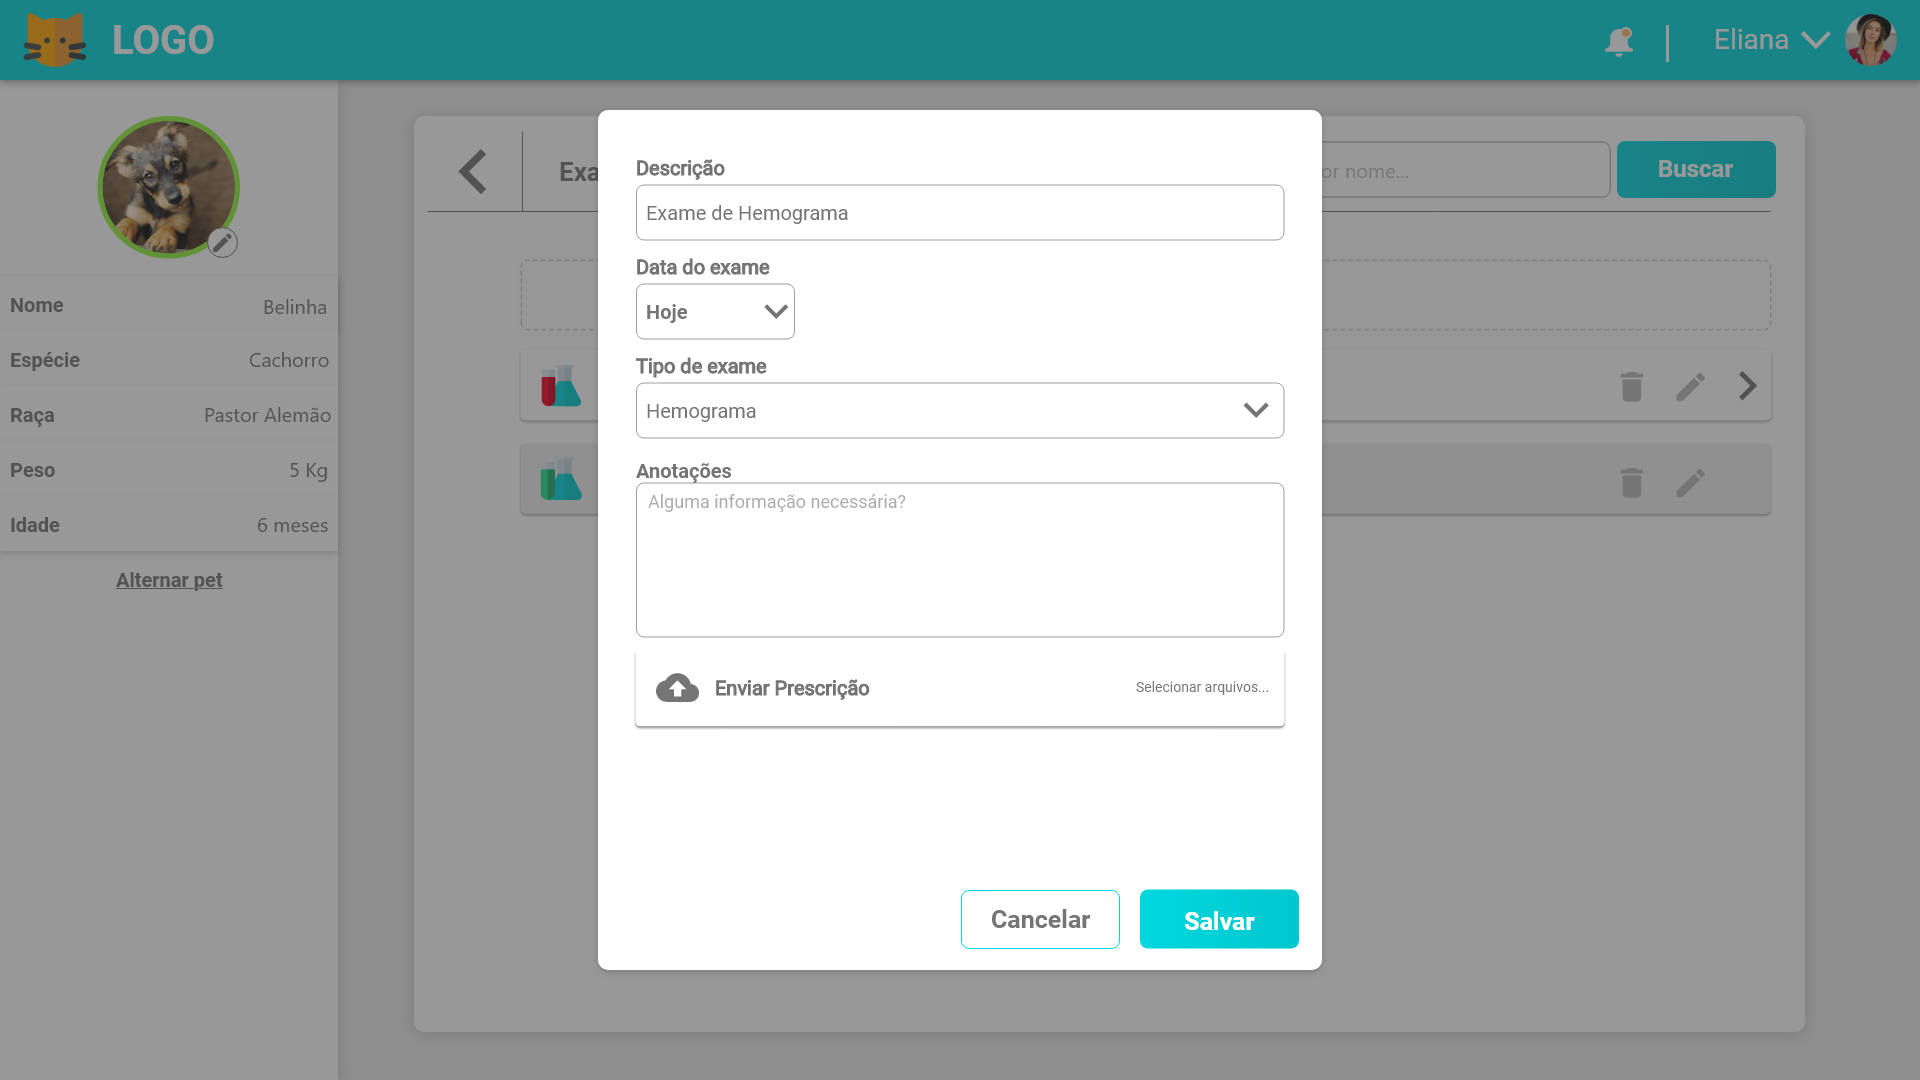 LOGO
Eliana
Nome
Belinha
Espécie
Cachorro
Raça
Pastor Alemão
Peso
5 Kg
Idade
6 meses
Alternar pet
Exa
or nome...
Buscar
Descrição
Exame de Hemograma
Data do exame
Hoje
Tipo de exame
Hemograma
Anotações
Alguma informação necessária?
Enviar Prescrição
Selecionar arquivos...
Cancelar
Salvar